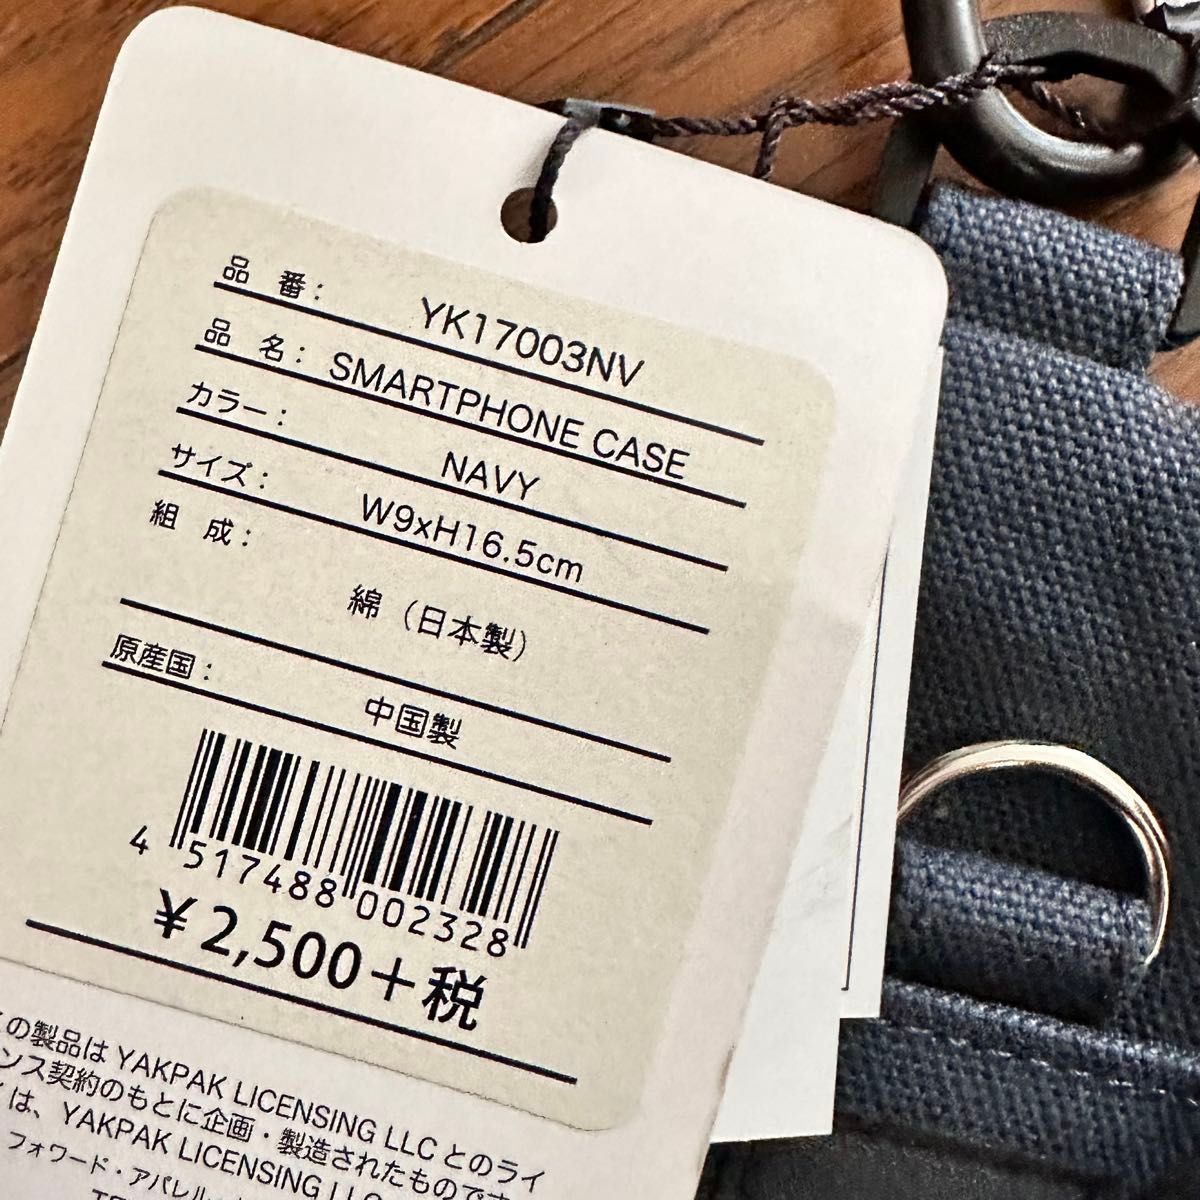 品 番： YK17003NV
品 名： SMARTPHONE CASE
カラー： NAVY
サイズ： W9xH16.5cm
組 成：
綿（日本製）
原産国：
中国製
4 517488 002328
￥2,500＋税
の製品は YAKPAK LICENSING LLC とのライ
ンス契約のもとに企画・製造されたものです
は、YAKPAK LICENSING LLC
フォワード・アパレル